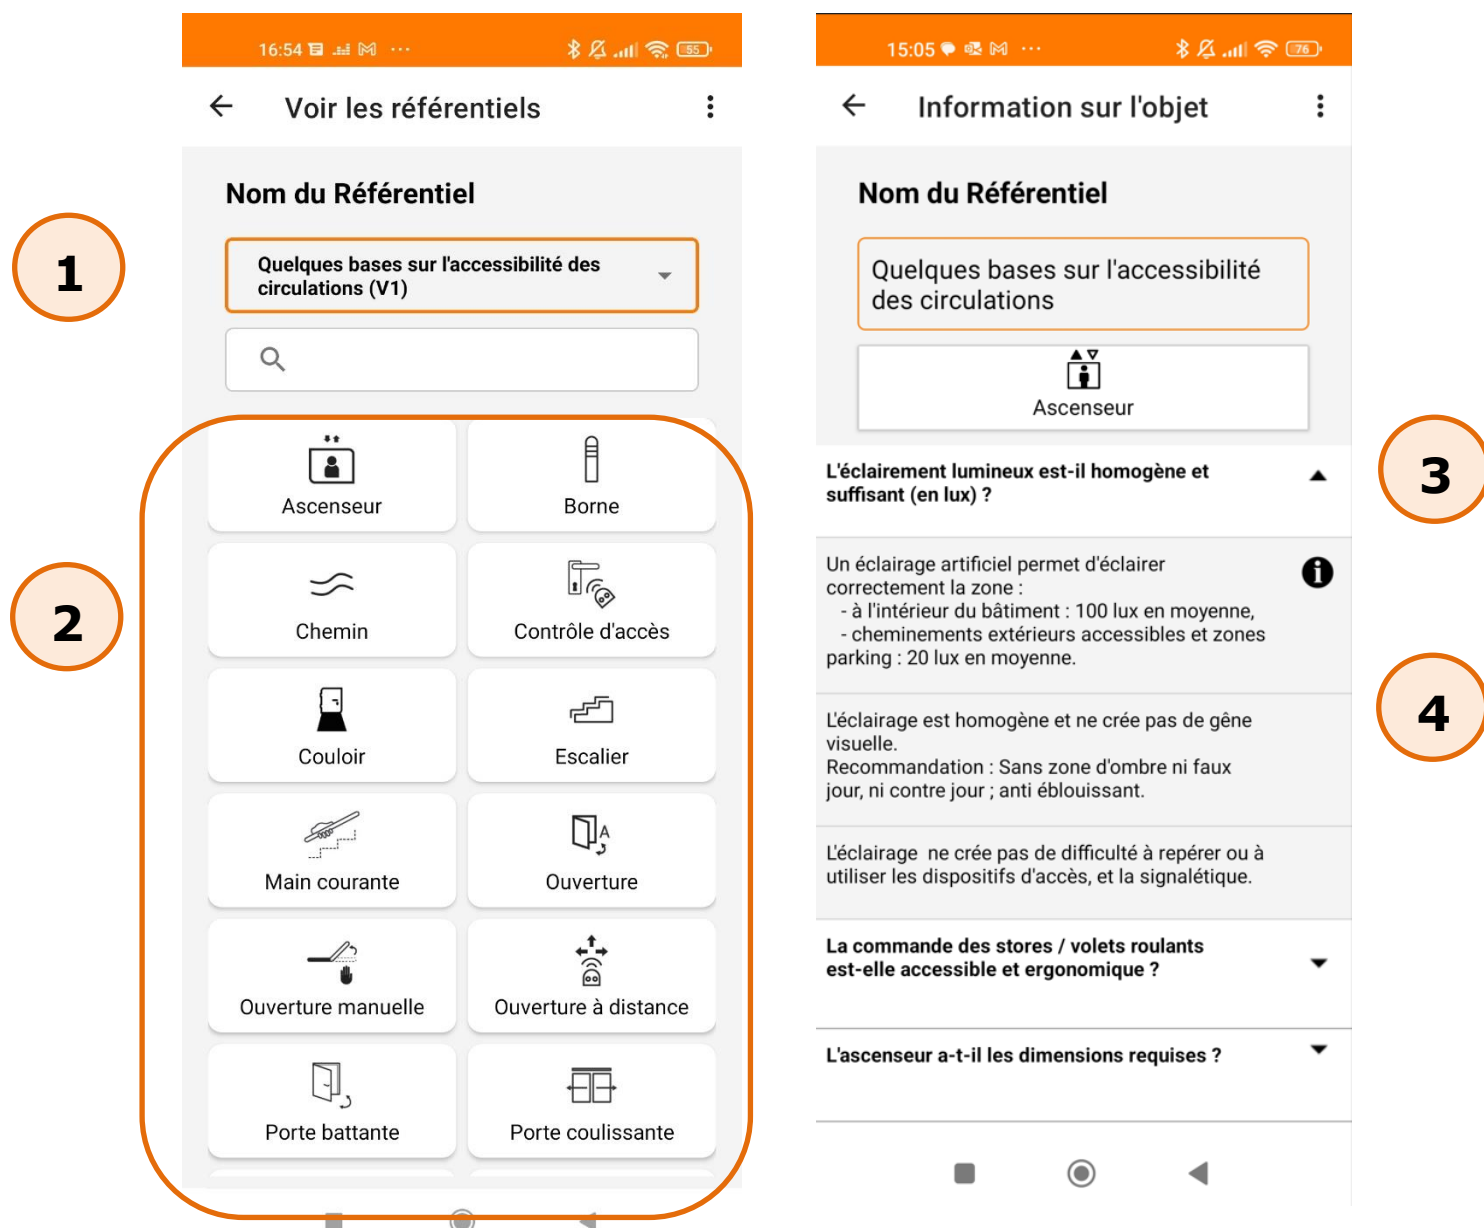 16:54
55
Voir les référentiels
Nom du Référentiel
1
Quelques bases sur l'accessibilité des
circulations (V1)
2
Ascenseur
Borne
Chemin
Contrôle d'accès
Couloir
Escalier
Main courante
A
Ouverture
Ouverture manuelle
Ouverture à distance
Porte battante
Porte coulissante
15:05
76
Information sur l'objet
Nom du Référentiel
Quelques bases sur l'accessibilité
des circulations
Ascenseur
3
L'éclairement lumineux est-il homogène et
suffisant (en lux) ?
Un éclairage artificiel permet d'éclairer
correctement la zone :
- à l'intérieur du bâtiment : 100 lux en moyenne,
- cheminements extérieurs accessibles et zones
parking : 20 lux en moyenne.
4
L'éclairage est homogène et ne crée pas de gêne
visuelle.
Recommandation : Sans zone d'ombre ni faux
jour, ni contre jour ; anti éblouissant.
L'éclairage  ne crée pas de difficulté à repérer ou à
utiliser les dispositifs d'accès, et la signalétique.
La commande des stores / volets roulants
est-elle accessible et ergonomique ?
L'ascenseur a-t-il les dimensions requises ?